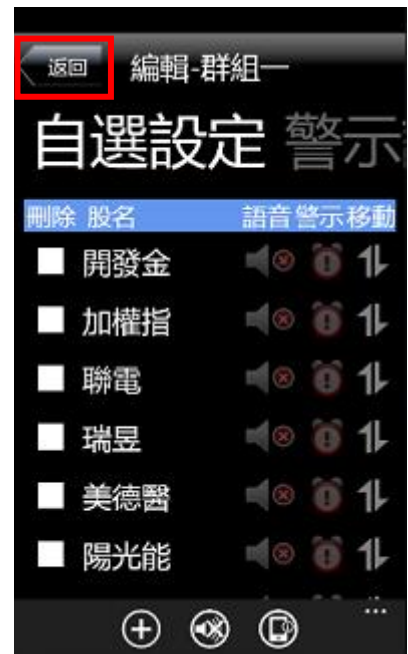 返回 編輯-群組一
自選設定 警示
刪除 股名 語音 警示 移動
開發金
加權指
聯電
瑞昱
美德醫
陽光能